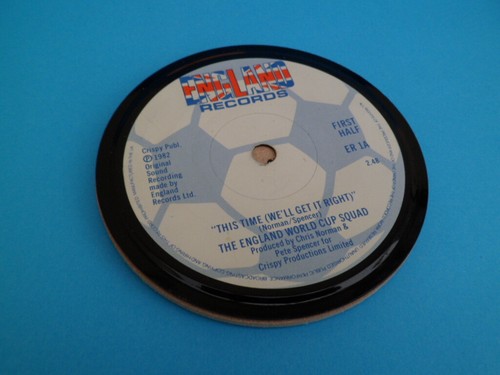 ENGLAND
RECORDS
Crispy Publ.
Ⓟ 1982
Original
Sound
Recording
made by
England
Records Ltd.
FIRST
HALF
ER 1A
2.48
"THIS TIME (WE'LL GET IT RIGHT)"
(Norman/Spencer)
THE ENGLAND WORLD CUP SQUAD
Produced by Chris Norman &
Pete Spencer for
Crispy Productions Limited